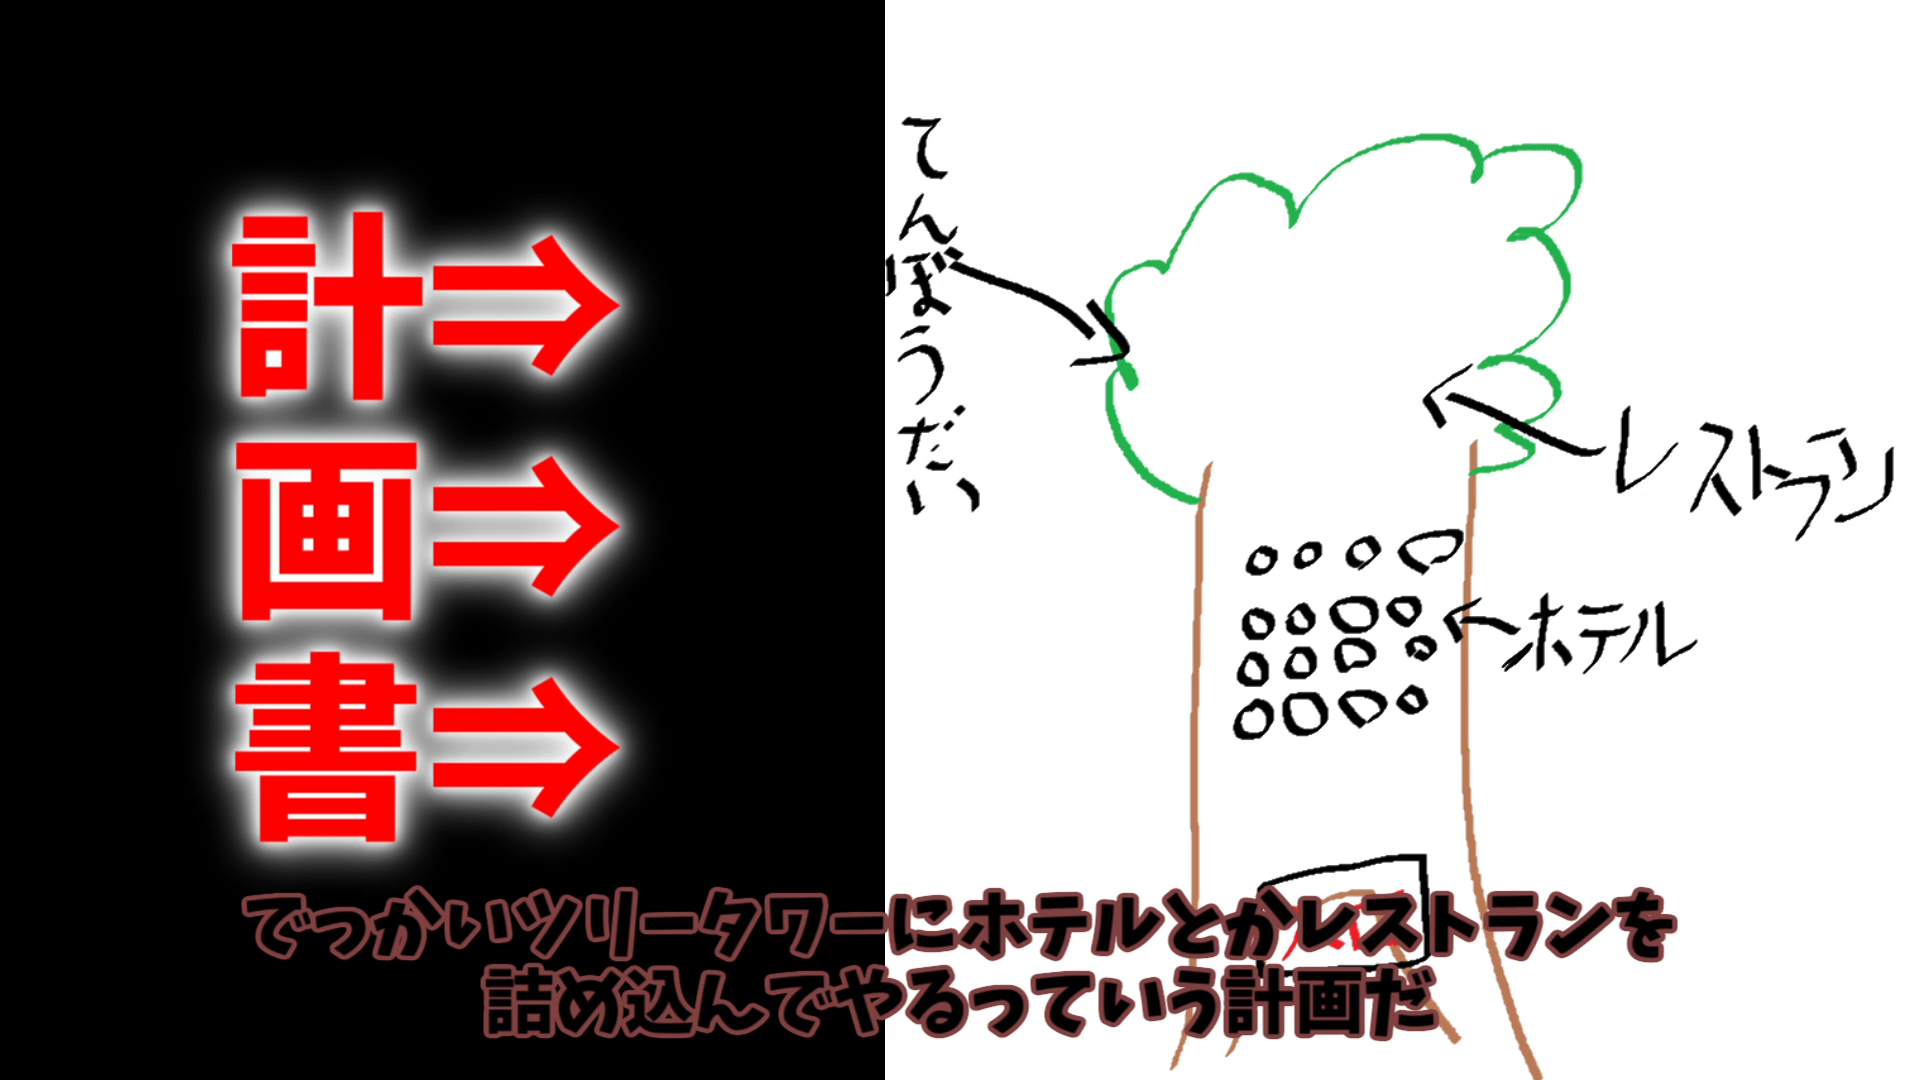 計⇒
画⇒
書⇒
てんぼうだい
レストラン
ホテル
でっかいツリータワーにホテルとかレストランを
詰め込んでやるっていう計画だ